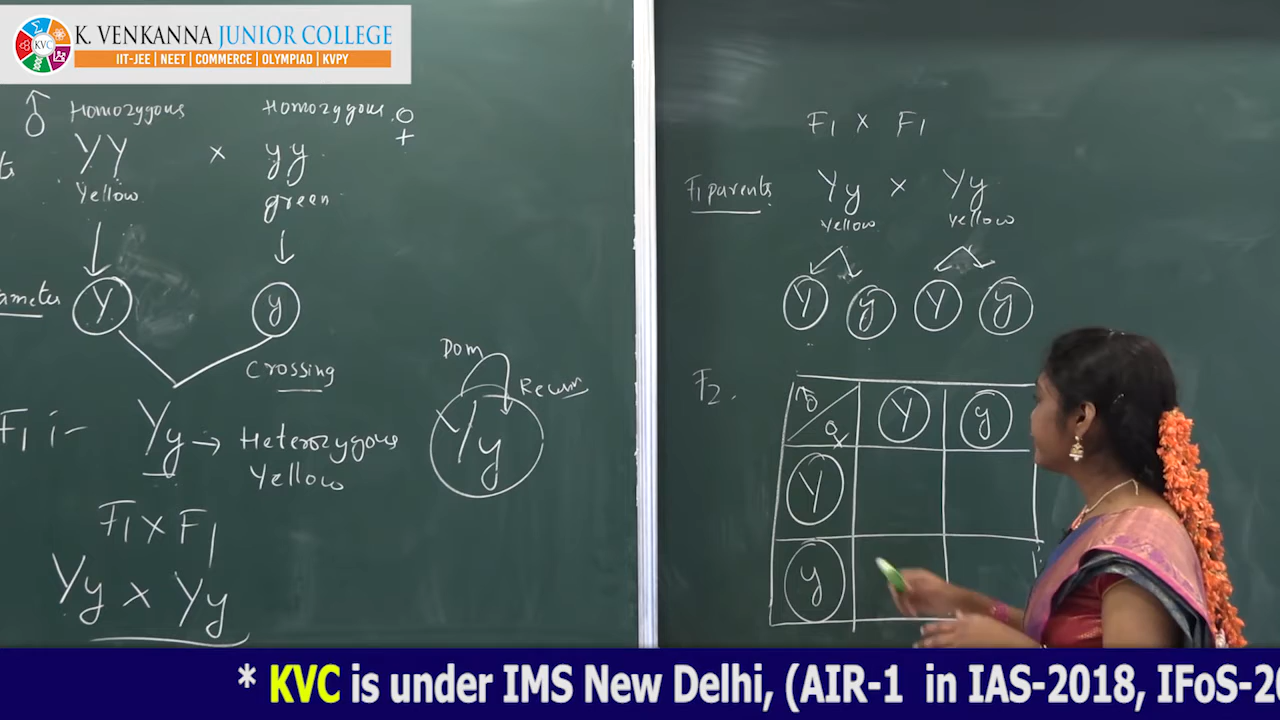 KVC
K. VENKANNA JUNIOR COLLEGE
IIT-JEE | NEET | COMMERCE | OLYMPIAD | KVPY
♂ Homozygous Homozygous ♀
YY × yy
Yellow green
Y y
Crossing
F1 :- Yy → Heterozygous
Yellow
F1 × F1
Yy × Yy
Dom
Yy
F1 × F1
F1 parents Yy × Yy
Yellow Yellow
Y y Y y
F2.
♂ ♀ Y y
Y
y
* KVC is under IMS New Delhi, (AIR-1 in IAS-2018, IFoS-20